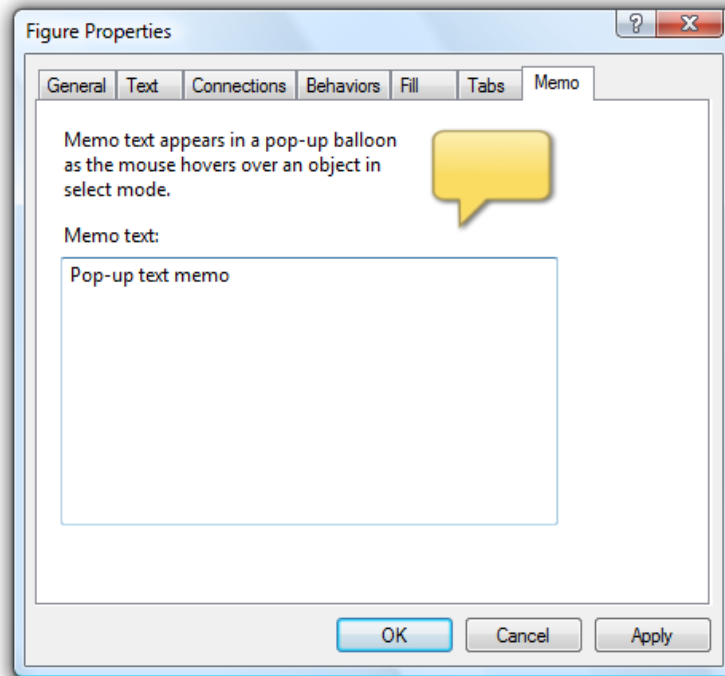 Figure Properties
?
X
General Text Connections Behaviors Fill Tabs Memo
Memo text appears in a pop-up balloon
as the mouse hovers over an object in
select mode.
Memo text:
Pop-up text memo
OK Cancel Apply